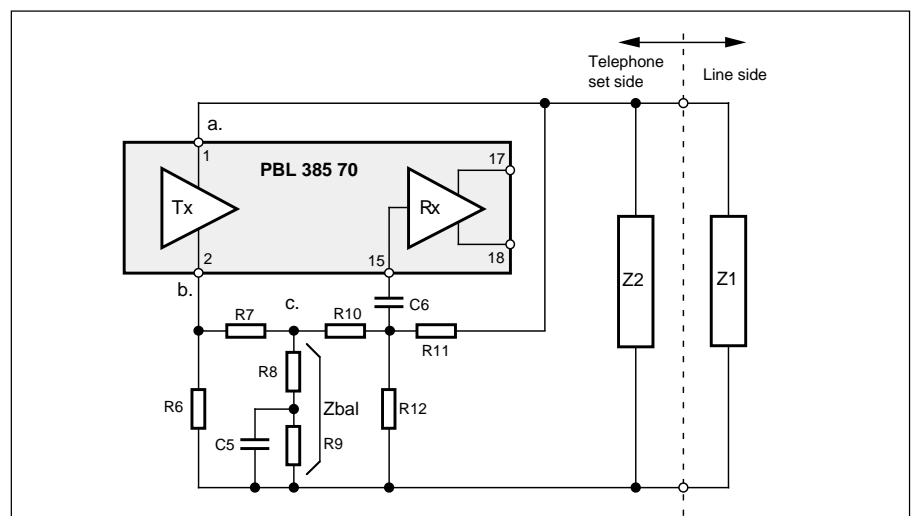 Telephone
set side
Line side
a.
1
PBL 385 70
17
Tx
Rx
18
2
15
b.
c.
C6
R7
R10
R11
R8
R6
Zbal
R12
C5
R9
Z2
Z1